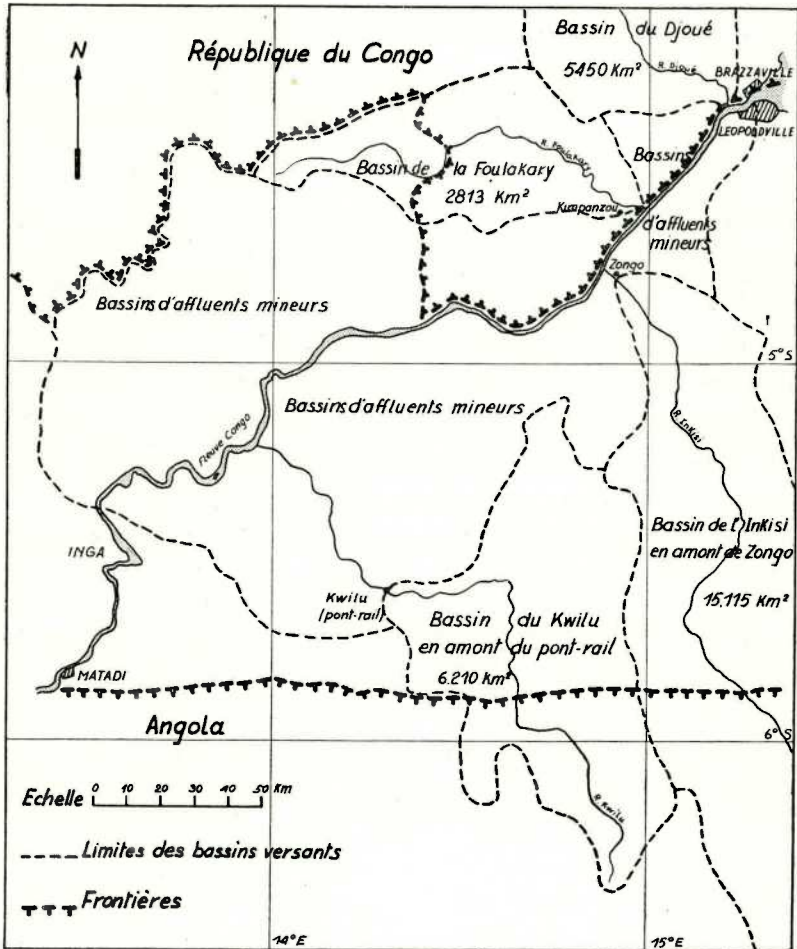 N
République du Congo
Bassin du Djoué
5450 Km²
R. Djoué
BRAZZAVILLE
LEOPOLDVILLE
Bassin de la Foulakary
2813 Km²
R. Foulakary
Bassins
d'affluents
mineurs
Kimpanzou
Zongo
Bassins d'affluents mineurs
5° S
Bassins d'affluents mineurs
Fleuve Congo
R. InKisi
INGA
Bassin de l'InKisi
en amont de Zongo
15.115 Km²
Kwilu
(pont-rail)
Bassin du Kwilu
en amont du pont-rail
6.210 km²
MATADI
Angola
6° S
R. Kwilu
Echelle 0 10 20 30 40 50 Km
Limites des bassins versants
Frontières
14° E
15° E